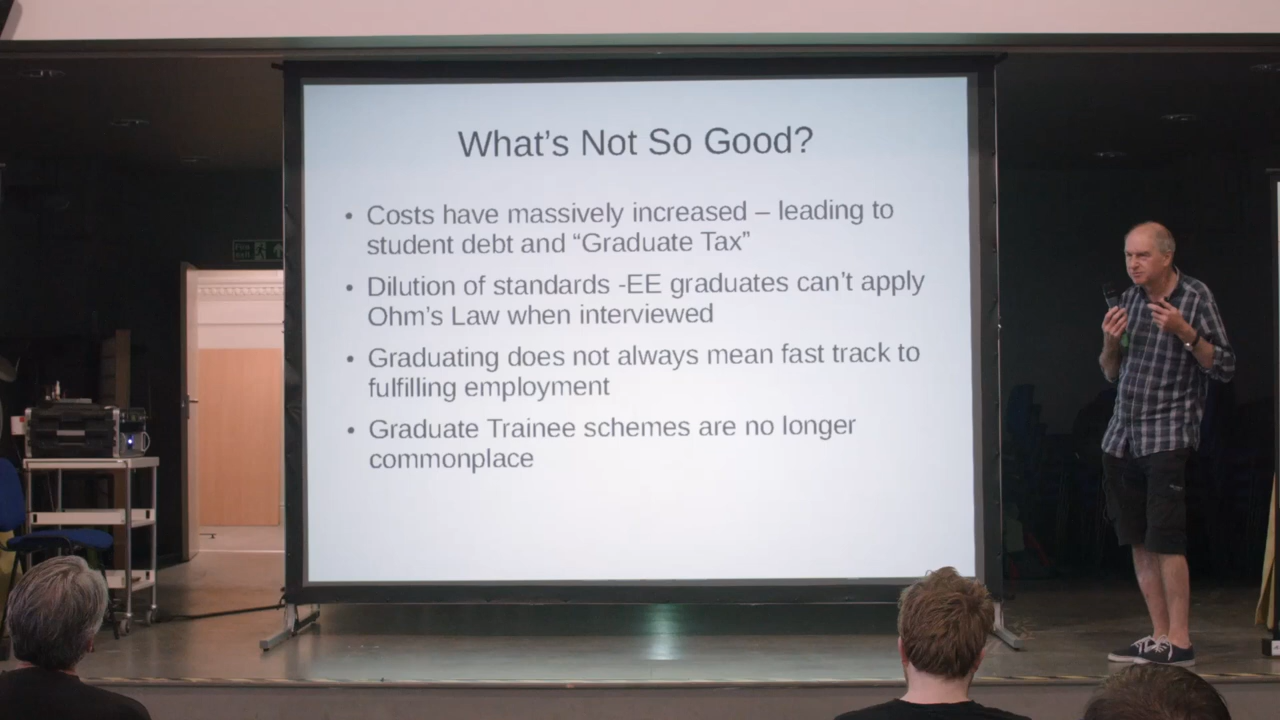 What's Not So Good?
• Costs have massively increased – leading to
student debt and “Graduate Tax”
• Dilution of standards -EE graduates can't apply
Ohm's Law when interviewed
• Graduating does not always mean fast track to
fulfilling employment
• Graduate Trainee schemes are no longer
commonplace